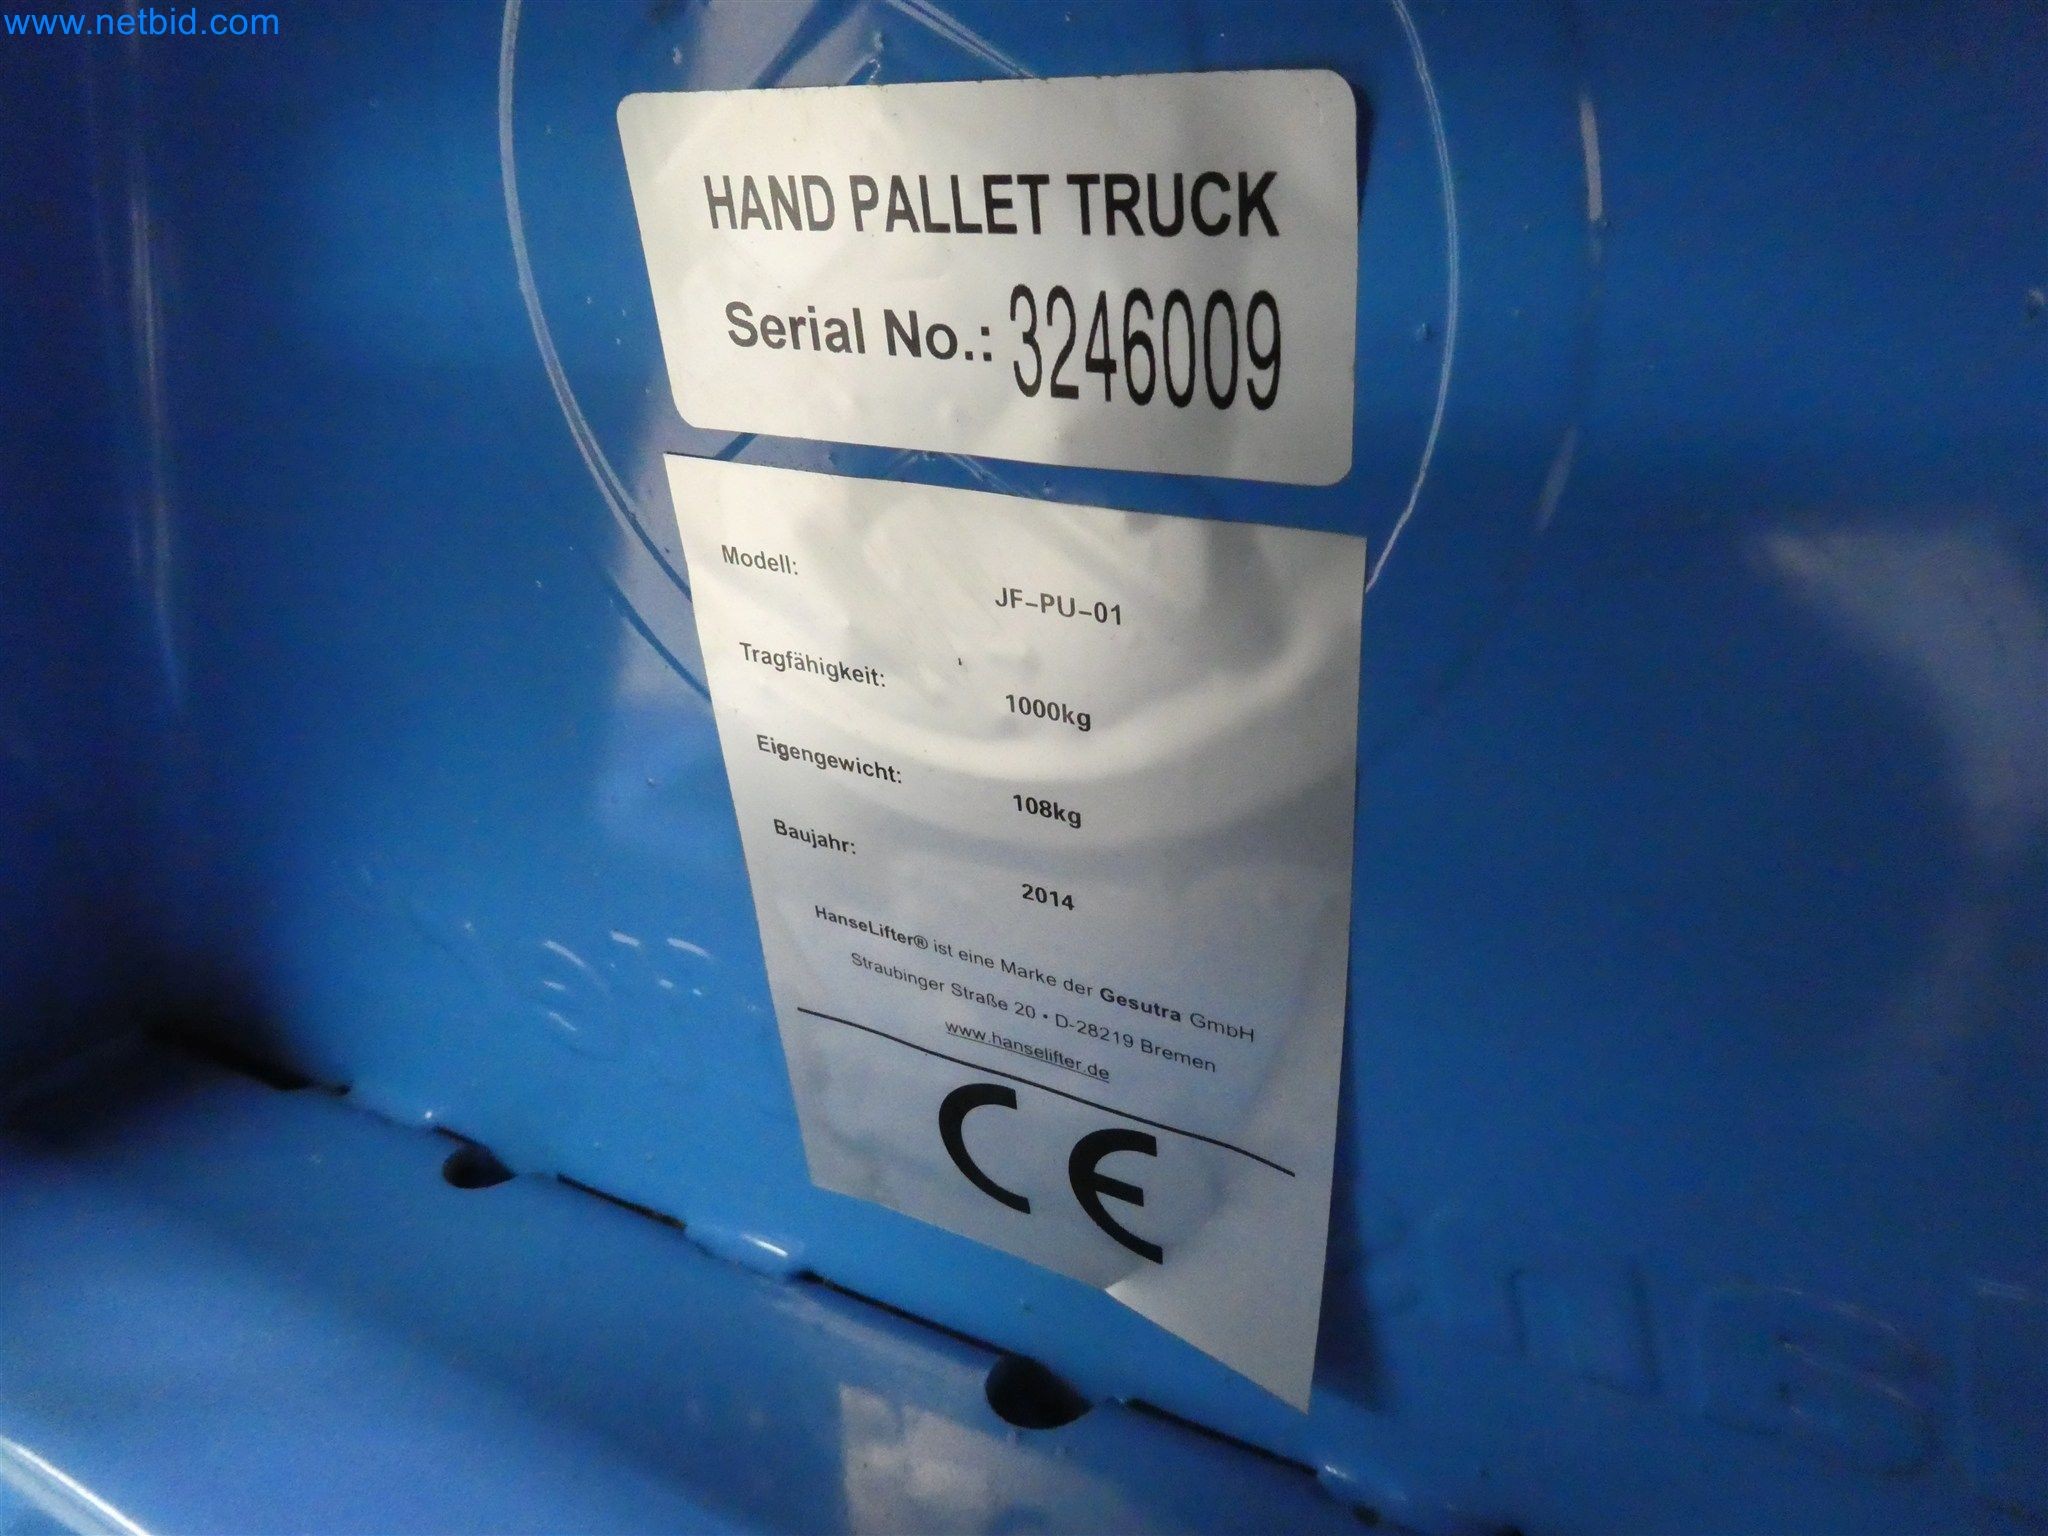 www.netbid.com
HAND PALLET TRUCK
Serial No.: 3246009
Modell:
JF-PU-01
Tragfähigkeit:
1000kg
Eigengewicht:
108kg
Baujahr:
2014
HanseLifter® ist eine Marke der Gesutra GmbH
Straubinger Straße 20 • D-28219 Bremen
www.hanselifter.de
CE